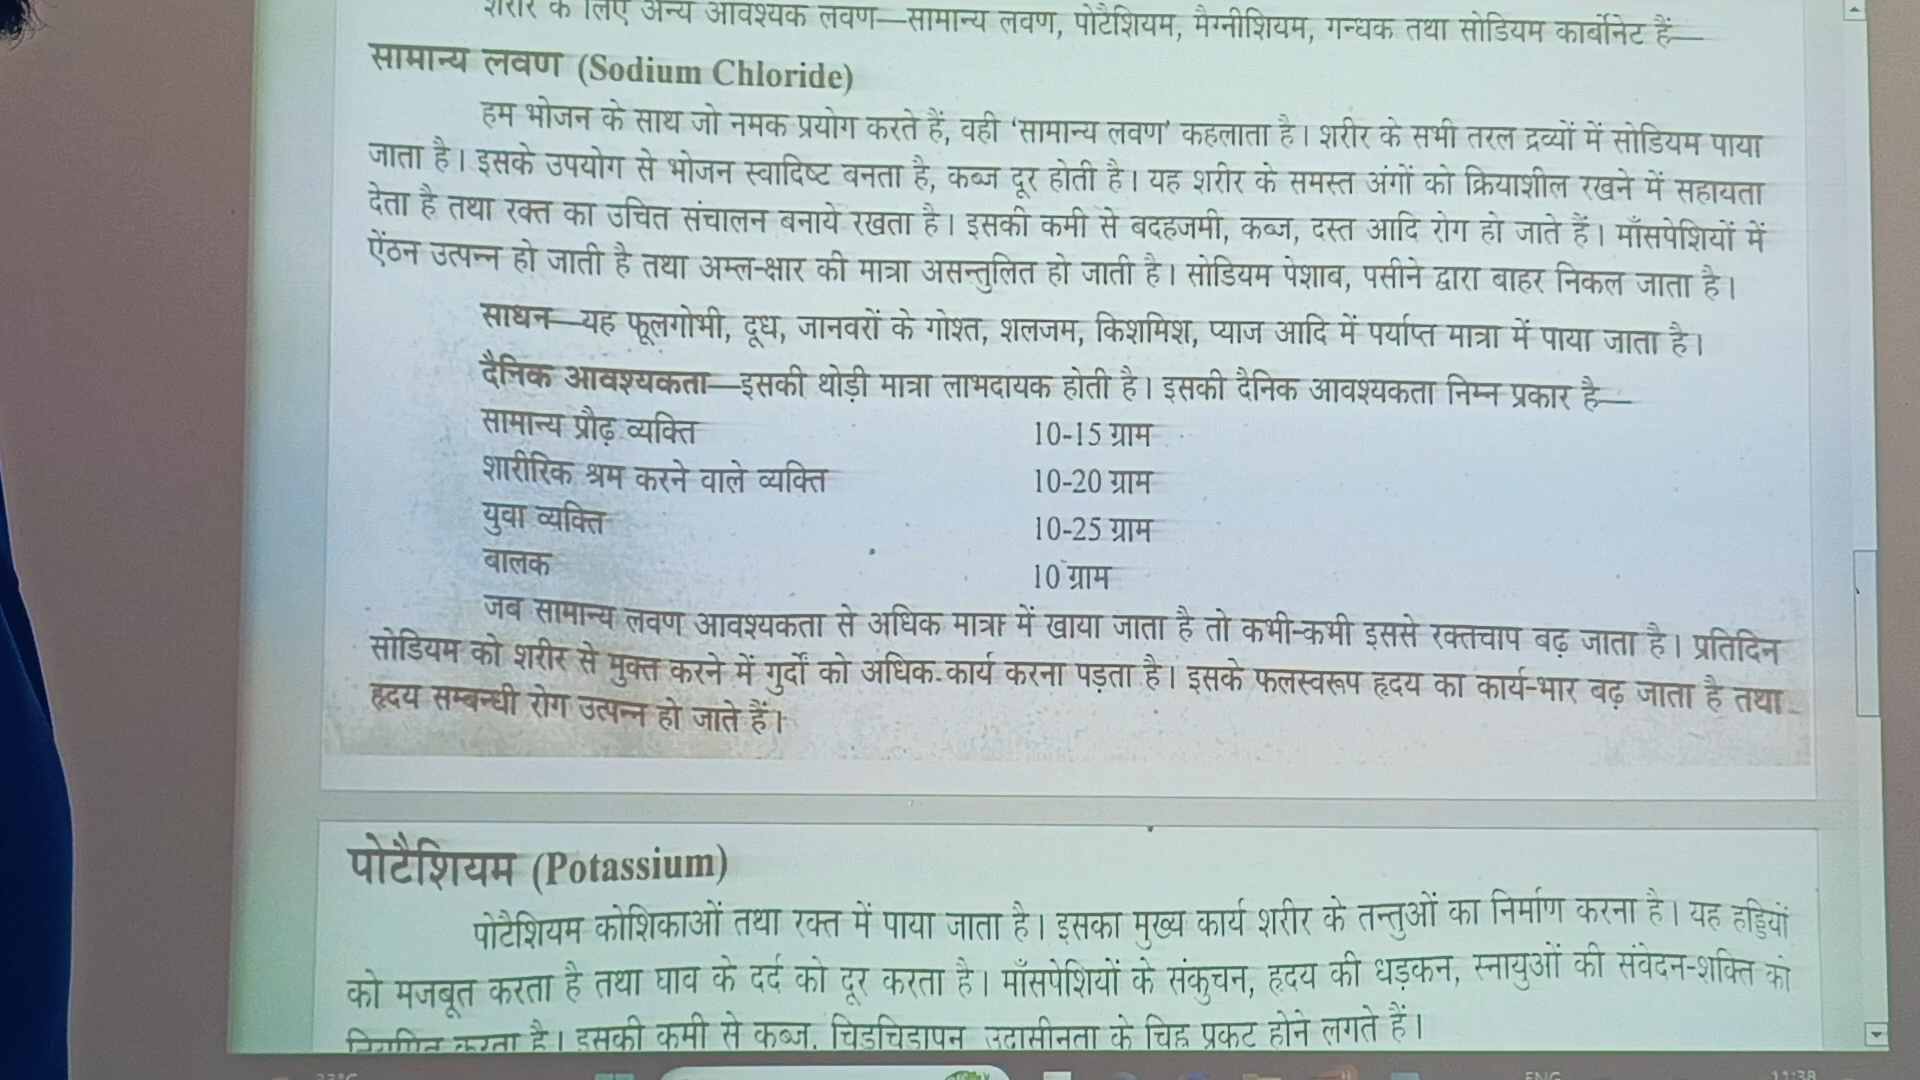 शरीर के लिए अन्य आवश्यक लवण—सामान्य लवण, पोटैशियम, मैग्नीशियम, गन्धक तथा सोडियम कार्बोनेट हैं—
सामान्य लवण (Sodium Chloride)
हम भोजन के साथ जो नमक प्रयोग करते हैं, वही ‘सामान्य लवण’ कहलाता है। शरीर के सभी तरल द्रव्यों में सोडियम पाया
जाता है। इसके उपयोग से भोजन स्वादिष्ट बनता है, कब्ज दूर होती है। यह शरीर के समस्त अंगों को क्रियाशील रखने में सहायता
देता है तथा रक्त का उचित संचालन बनाये रखता है। इसकी कमी से बदहजमी, कब्ज, दस्त आदि रोग हो जाते हैं। माँसपेशियों में
ऐंठन उत्पन्न हो जाती है तथा अम्ल-क्षार की मात्रा असन्तुलित हो जाती है। सोडियम पेशाब, पसीने द्वारा बाहर निकल जाता है।
साधन—यह फूलगोभी, दूध, जानवरों के गोश्त, शलजम, किशमिश, प्याज आदि में पर्याप्त मात्रा में पाया जाता है।
दैनिक आवश्यकता—इसकी थोड़ी मात्रा लाभदायक होती है। इसकी दैनिक आवश्यकता निम्न प्रकार है—
सामान्य प्रौढ़ व्यक्ति 10-15 ग्राम
शारीरिक श्रम करने वाले व्यक्ति 10-20 ग्राम
युवा व्यक्ति 10-25 ग्राम
बालक 10 ग्राम
जब सामान्य लवण आवश्यकता से अधिक मात्रा में खाया जाता है तो कभी-कभी इससे रक्तचाप बढ़ जाता है। प्रतिदिन
सोडियम को शरीर से मुक्त करने में गुर्दों को अधिक कार्य करना पड़ता है। इसके फलस्वरूप हृदय का कार्य-भार बढ़ जाता है तथा
हृदय सम्बन्धी रोग उत्पन्न हो जाते हैं।
पोटैशियम (Potassium)
पोटैशियम कोशिकाओं तथा रक्त में पाया जाता है। इसका मुख्य कार्य शरीर के तन्तुओं का निर्माण करना है। यह हड्डियों
को मजबूत करता है तथा घाव के दर्द को दूर करता है। माँसपेशियों के संकुचन, हृदय की धड़कन, स्नायुओं की संवेदन-शक्ति को
नियमित करता है। इसकी कमी से कब्ज, चिड़चिड़ापन, उदासीनता के चिह्न प्रकट होने लगते हैं।
ENG 11:38